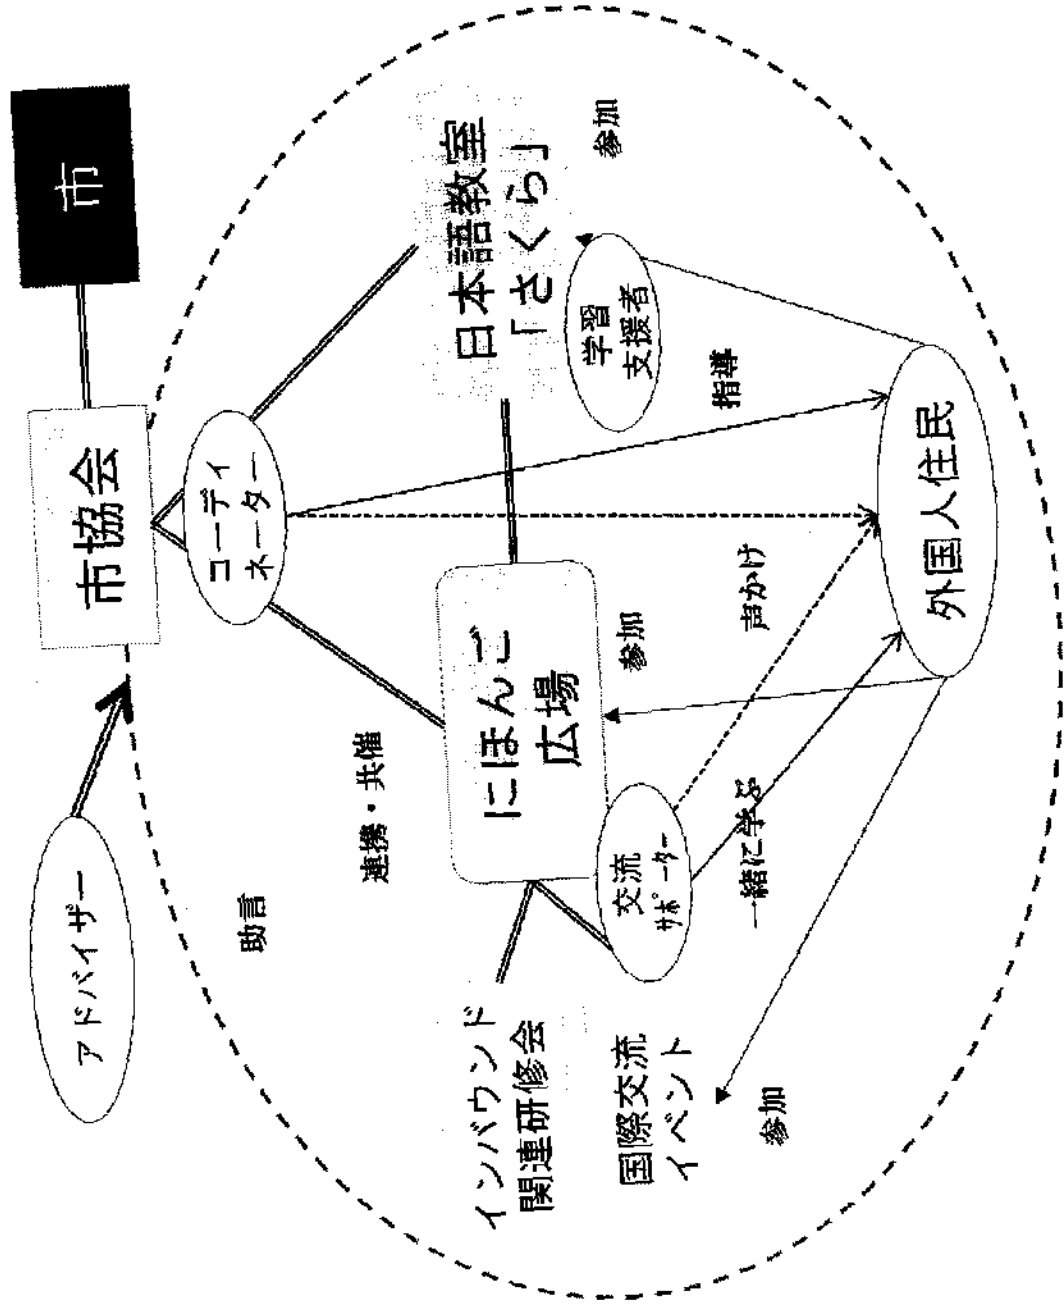 アドバイザー
市協会
市
助言
コーディ
ネーター
連携・共催
インバウンド
関連研修会
にほんご
広場
日本語教室
「さくら」
国際交流
イベント
交流
サポーター
参加
学習
支援者
参加
参加
一緒に学ぶ
声かけ
指導
外国人住民